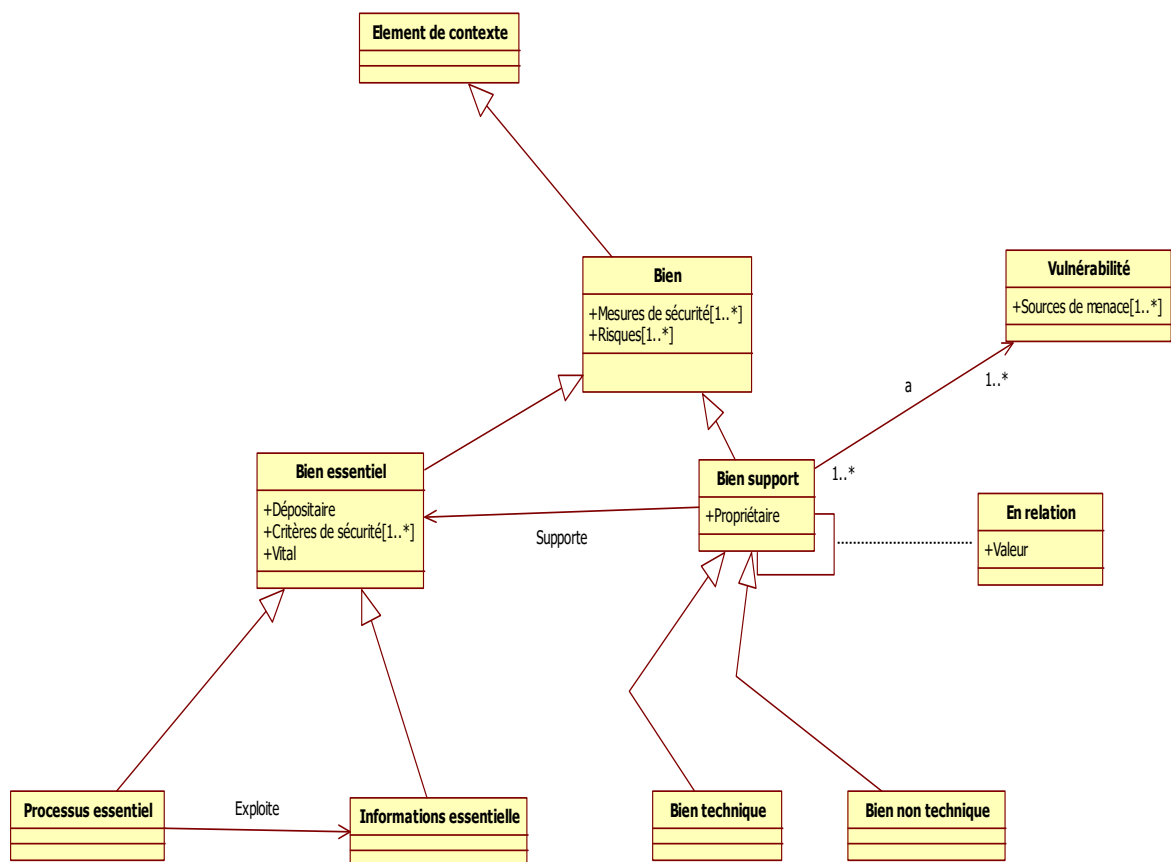 Element de contexte
Bien
+Mesures de sécurité[1..*]
+Risques[1..*]
Vulnérabilité
+Sources de menace[1..*]
a
1..*
1..*
Bien essentiel
+Dépositaire
+Critères de sécurité[1..*]
+Vital
Bien support
+Propriétaire
Supporte
En relation
+Valeur
Processus essentiel
Exploite
Informations essentielle
Bien technique
Bien non technique